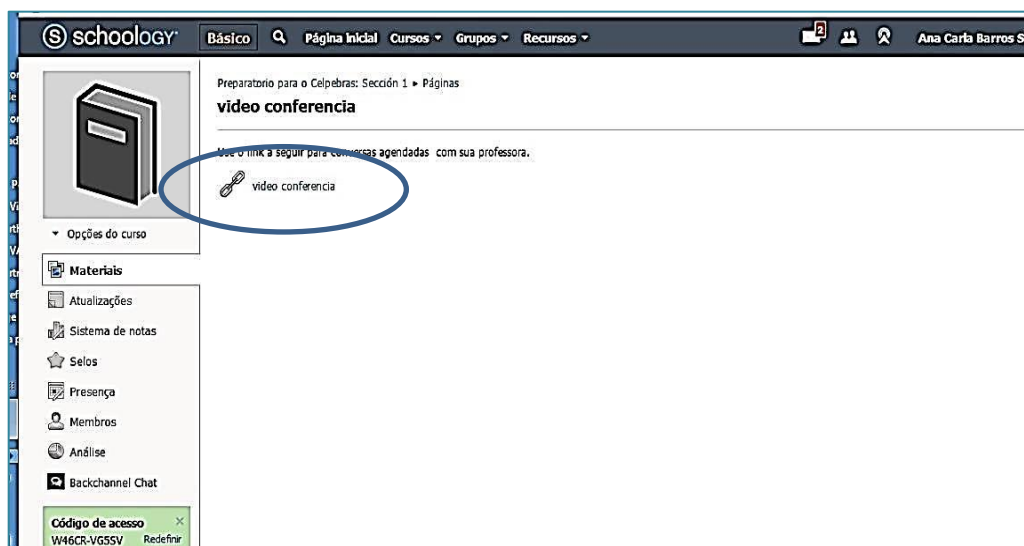 schoology Básico Página inicial Cursos Grupos Recursos 2 Ana Carla Barros S
Preparatorio para o Celpebras: Sección 1 ▸ Páginas
video conferencia
Use o link a seguir para conversas agendadas com sua professora.
video conferencia
Opções do curso
Materiais
Atualizações
Sistema de notas
Selos
Presença
Membros
Análise
Backchannel Chat
Código de acesso ×
W46CR-VG5SV Redefinir